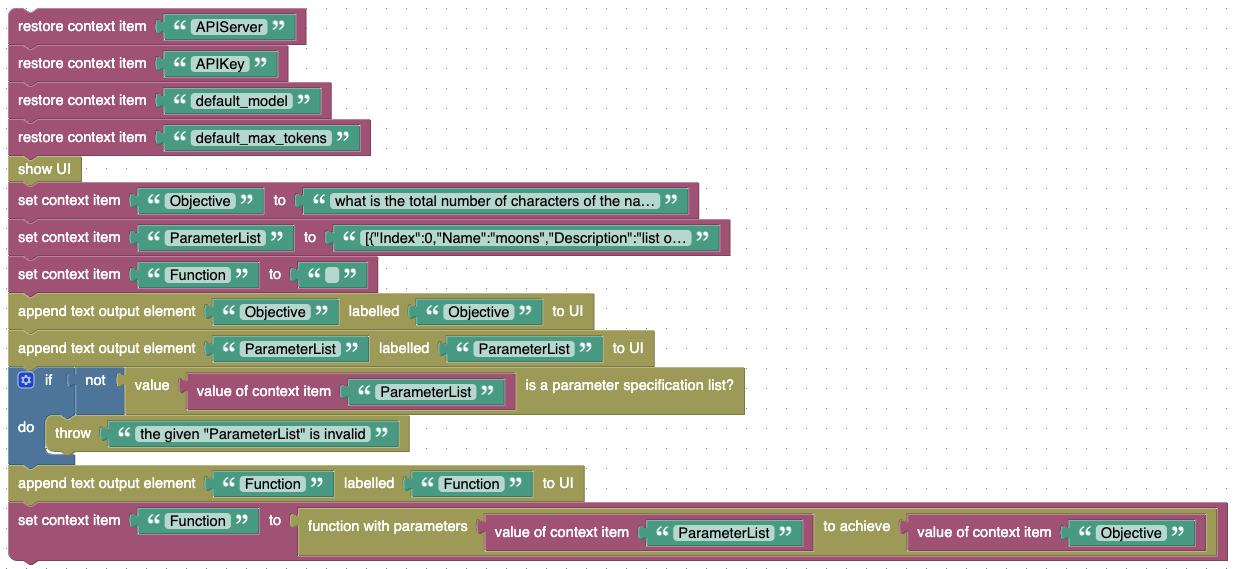 restore context item “ APIServer ”
restore context item “ APIKey ”
restore context item “ default_model ”
restore context item “ default_max_tokens ”
show UI
set context item “ Objective ” to “ what is the total number of characters of the na… ”
set context item “ ParameterList ” to “ [{"Index":0,"Name":"moons","Description":"list o… ”
set context item “ Function ” to “ ”
append text output element “ Objective ” labelled “ Objective ” to UI
append text output element “ ParameterList ” labelled “ ParameterList ” to UI
if not value value of context item “ ParameterList ” is a parameter specification list?
do throw “ the given "ParameterList" is invalid ”
append text output element “ Function ” labelled “ Function ” to UI
set context item “ Function ” to function with parameters value of context item “ ParameterList ” to achieve value of context item “ Objective ”